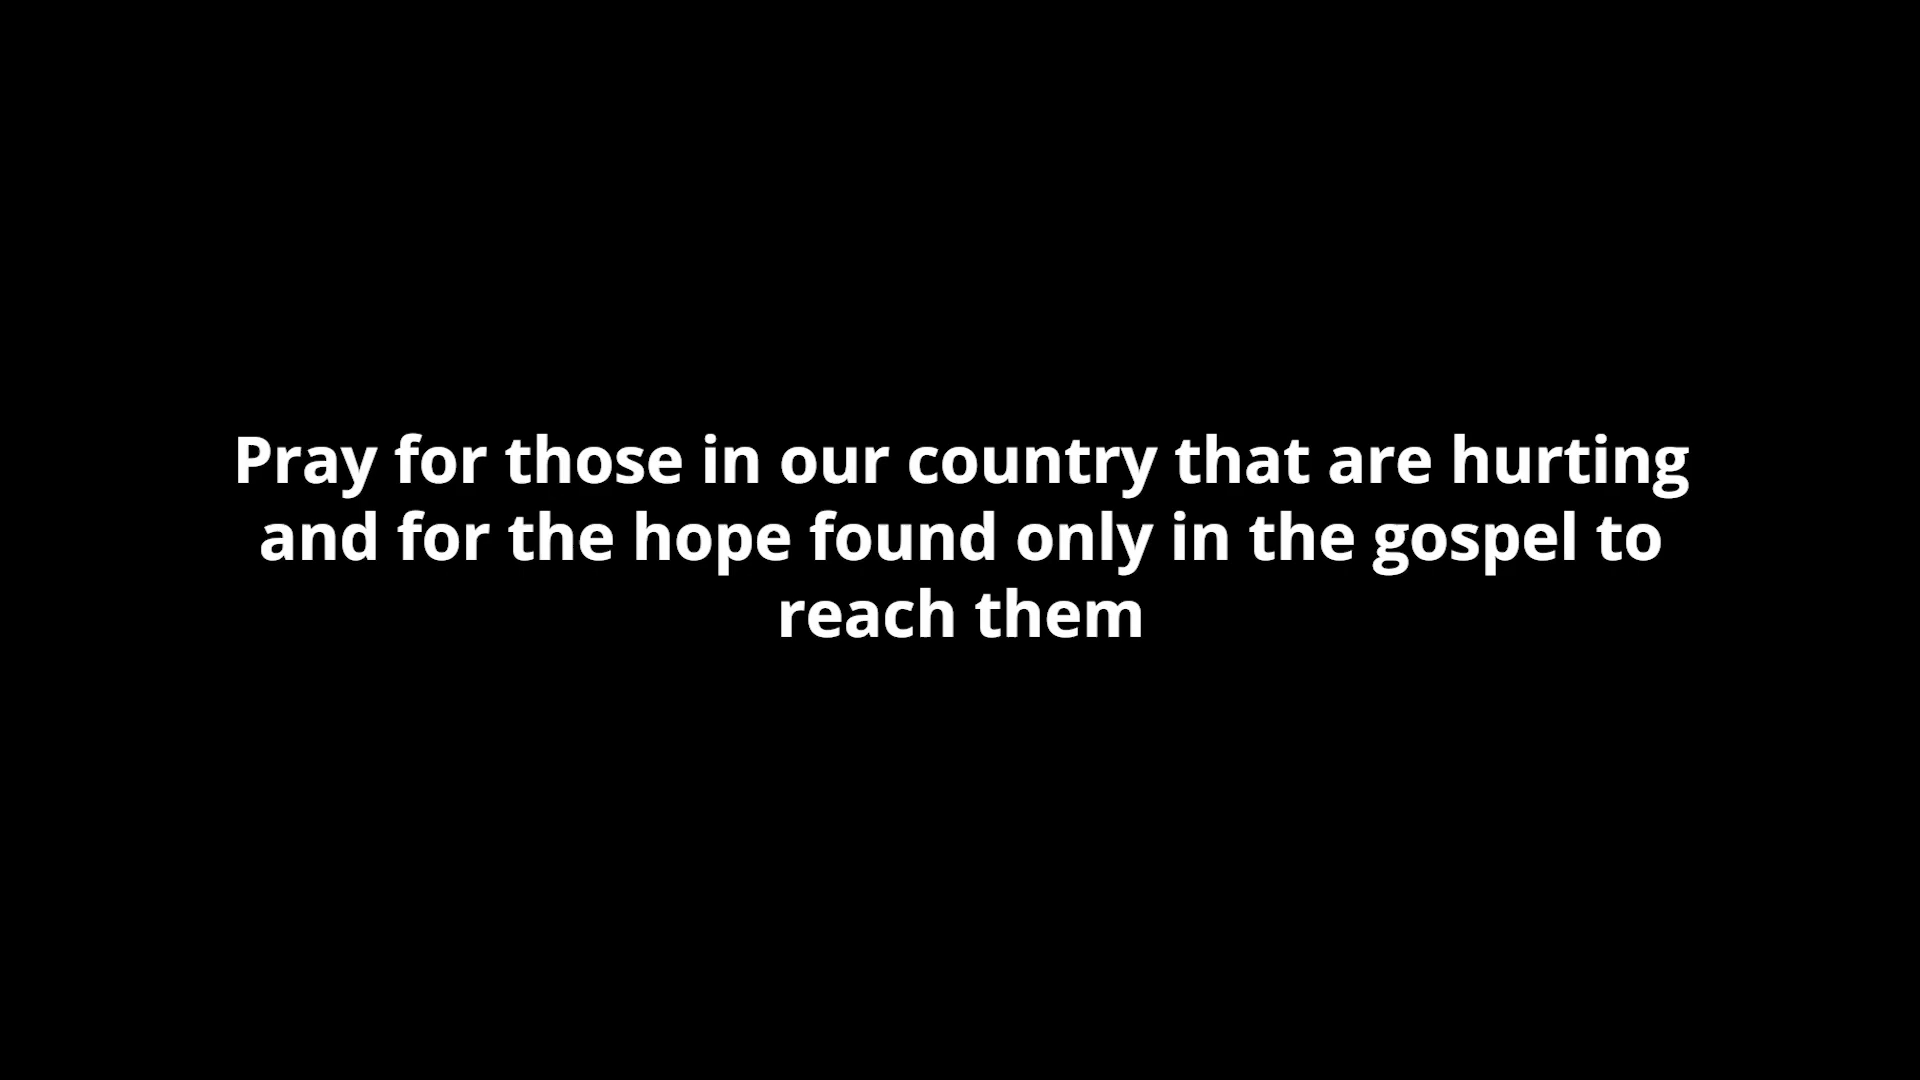 Pray for those in our country that are hurting
and for the hope found only in the gospel to
reach them